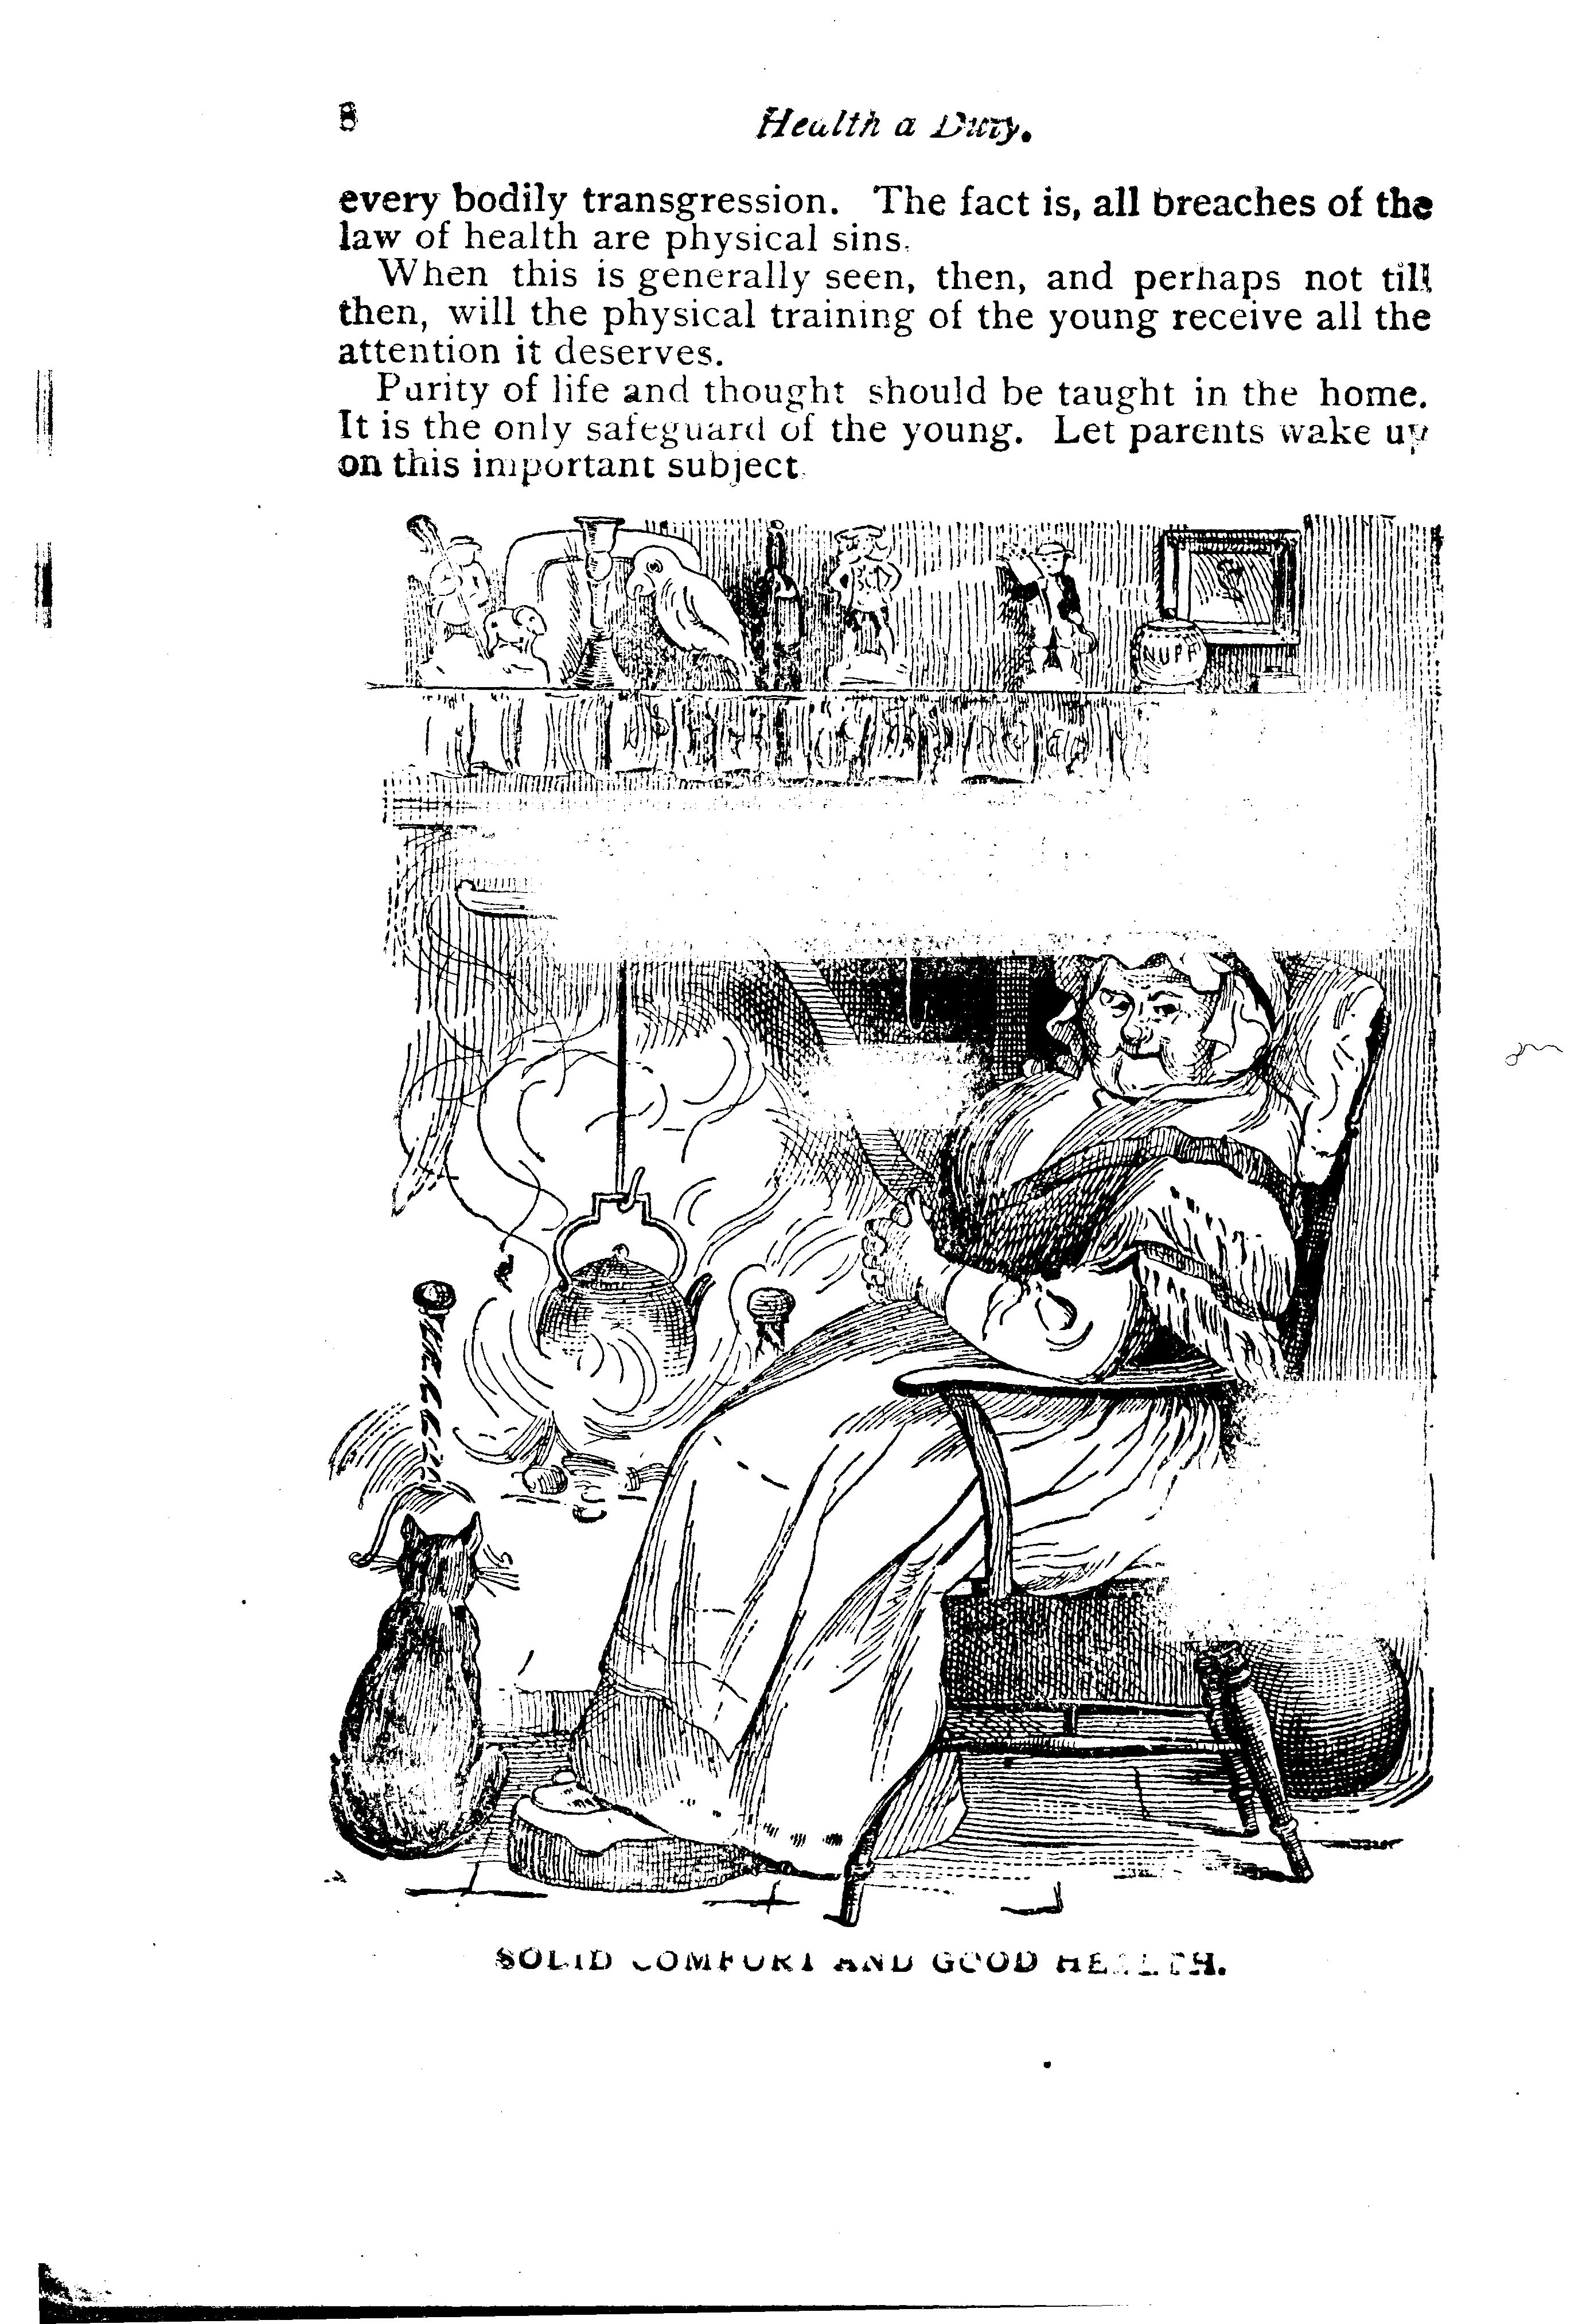 8 Health a Duty.
every bodily transgression. The fact is, all breaches of the
law of health are physical sins.
When this is generally seen, then, and perhaps not till
then, will the physical training of the young receive all the
attention it deserves.
Purity of life and thought should be taught in the home.
It is the only safeguard of the young. Let parents wake up
on this important subject.
NUFF
SOLID COMFORT AND GOOD HEALTH.